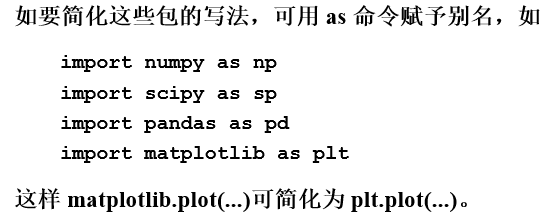 如要简化这些包的写法，可用 as 命令赋予别名，如
import numpy as np
import scipy as sp
import pandas as pd
import matplotlib as plt
这样 matplotlib.plot(...)可简化为 plt.plot(...)。